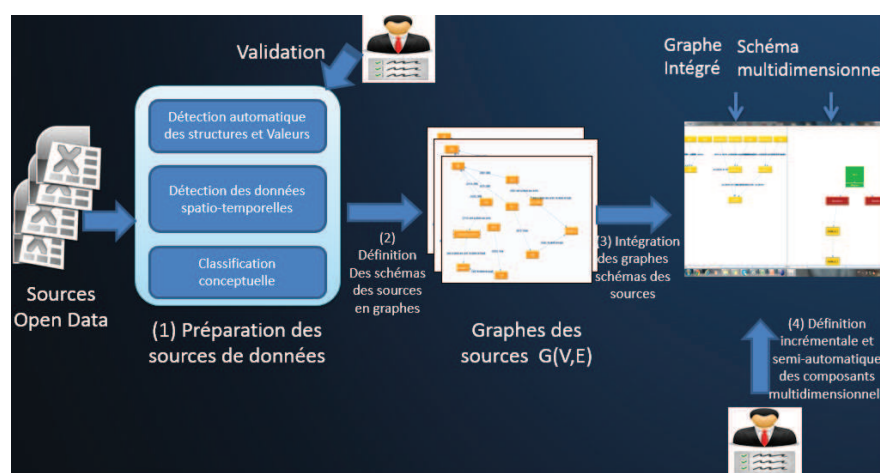 Validation
Graphe
Intégré
Schéma
multidimensionne
Détection automatique
des structures et Valeurs
Détection des données
spatio-temporelles
Classification
conceptuelle
Sources
Open Data
(1) Préparation des
sources de données
(2)
Définition
Des schémas
des sources
en graphes
Graphes des
sources G(V,E)
(3) Intégration
des graphes
schémas des
sources
(4) Définition
incrémentale et
semi-automatique
des composants
multidimensionnel